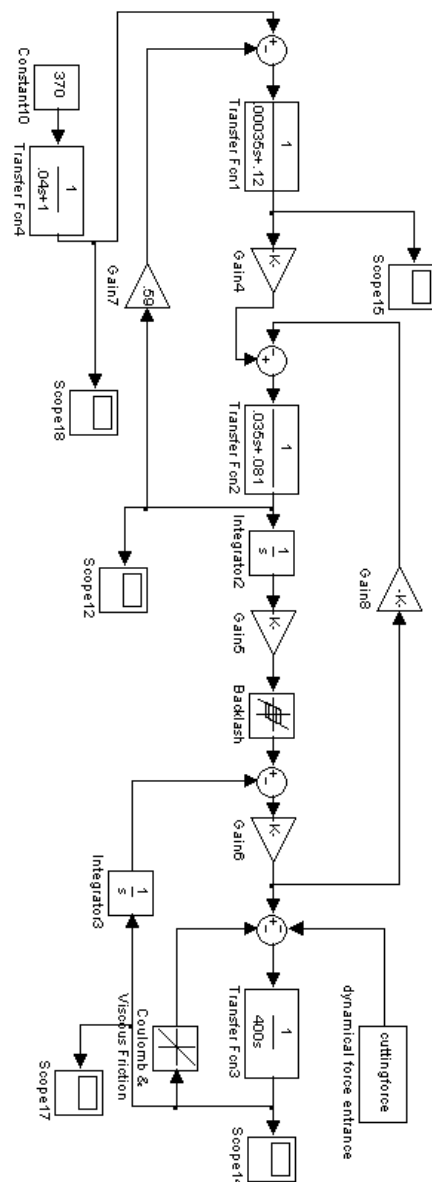 Scope15
-K-
Gain8
cuttingforce
dynamical force entrance
1
.00035s+.12
Transfer Fcn1
K-
Gain4
1
.035s+.081
Transfer Fcn2
1
s
Integrator2
K-
Gain5
Backlash
K-
Gain6
1
400s
Transfer Fcn3
Scope14
.59
Gain7
370
Constant10
1
.04s+1
Transfer Fcn4
Scope18
Scope12
1
s
Integrator3
Coulomb &
Viscous Friction
Scope17